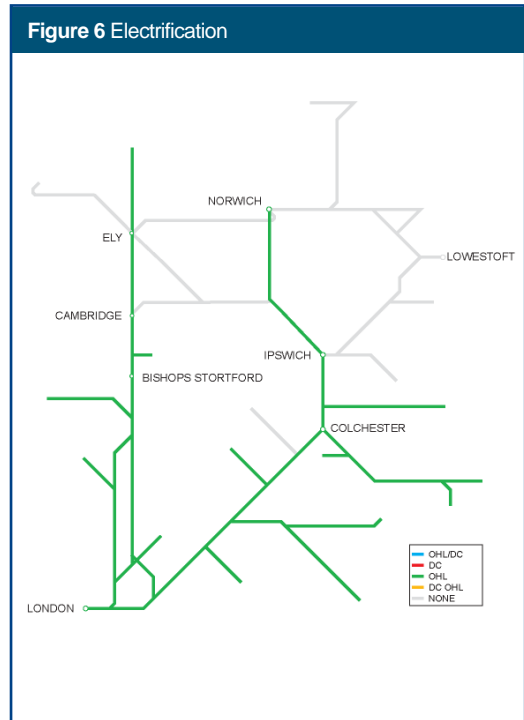 Figure 6 Electrification
NORWICH
ELY
LOWESTOFT
CAMBRIDGE
IPSWICH
BISHOPS STORTFORD
COLCHESTER
OHL/DC
DC
OHL
DC OHL
NONE
LONDON